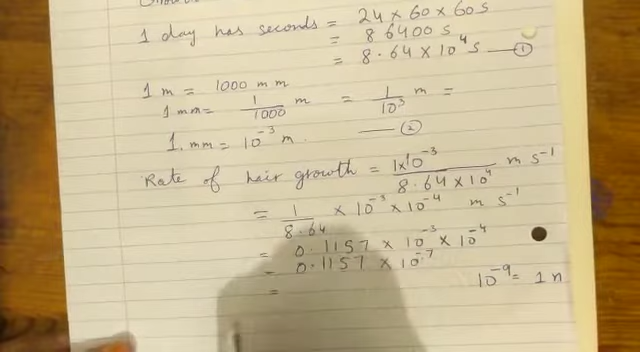 1 day has seconds = 24 × 60 × 60 s
= 86400 s
= 8.64 × 10⁴ s —①
1 m = 1000 mm
1 mm = 1/1000 m = 1/10³ m =
1. mm = 10⁻³ m. —②
Rate of hair growth = 1×10⁻³/8.64 × 10⁴ m s⁻¹
= 1/8.64 × 10⁻³ × 10⁻⁴ m s⁻¹
= 0.1157 × 10⁻³ × 10⁻⁴
= 0.1157 × 10⁻⁷
= 10⁻⁹ = 1 n